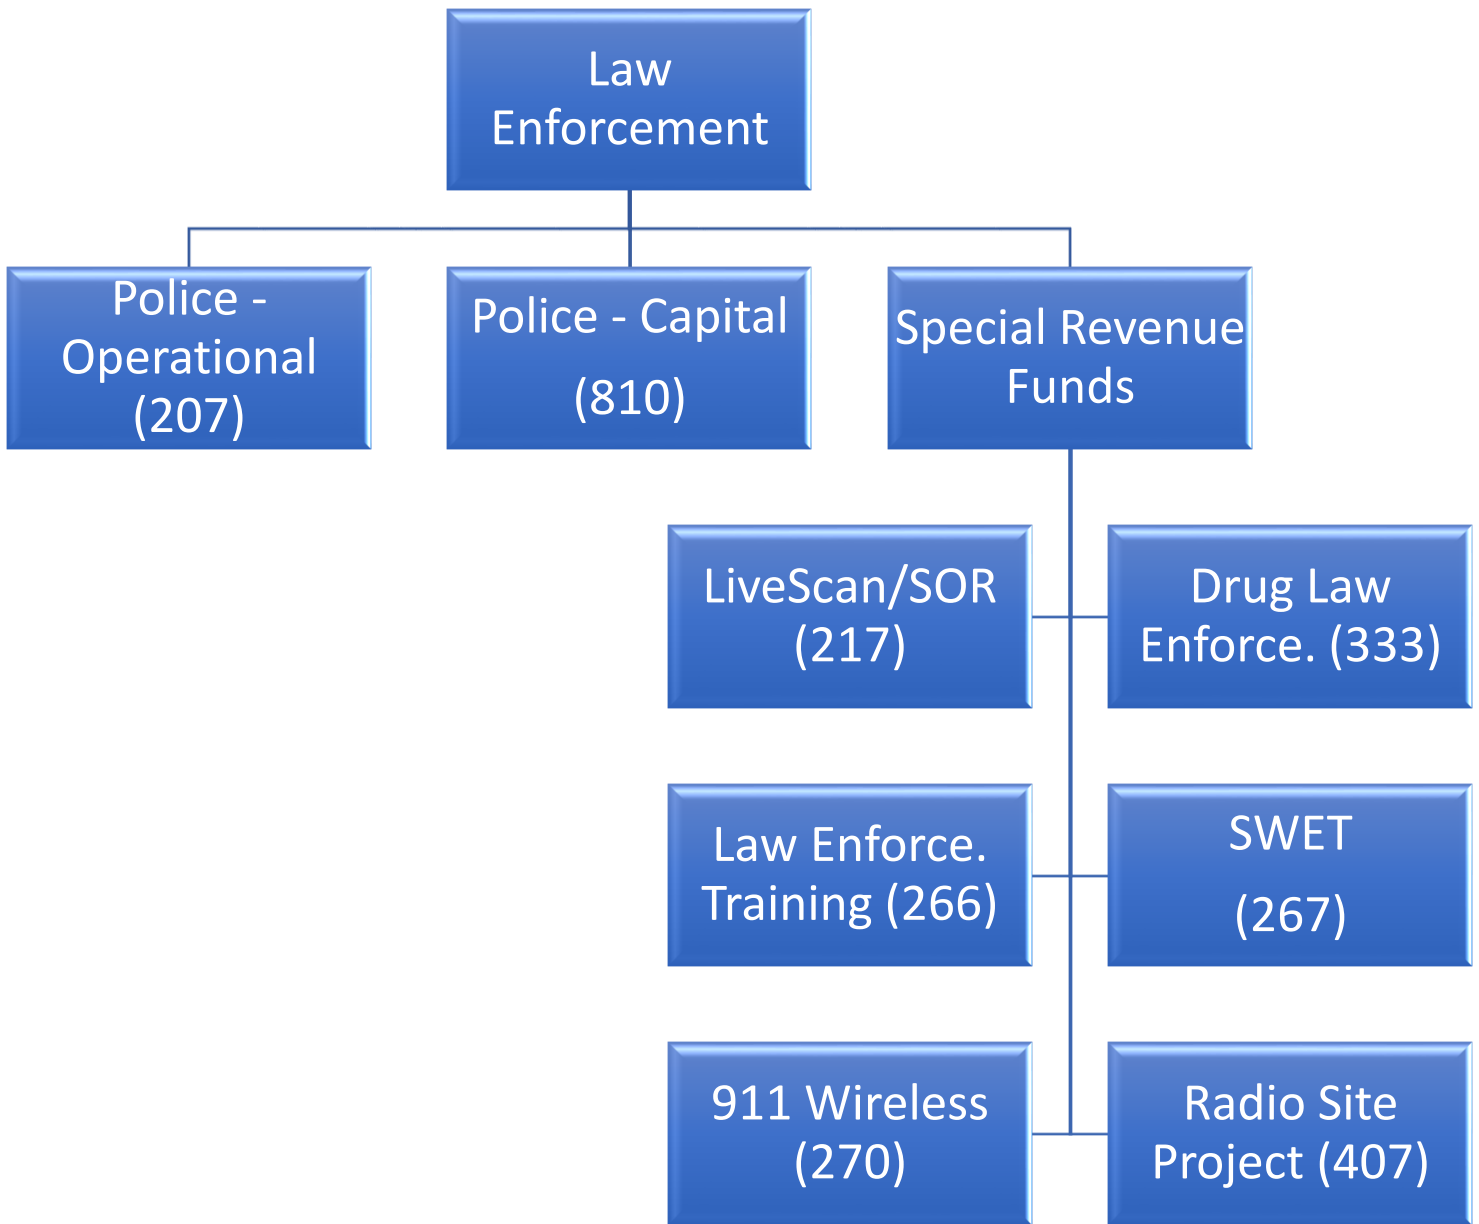 Law
Enforcement
Police -
Operational
(207)
Police - Capital
(810)
Special Revenue
Funds
LiveScan/SOR
(217)
Drug Law
Enforce. (333)
Law Enforce.
Training (266)
SWET
(267)
911 Wireless
(270)
Radio Site
Project (407)